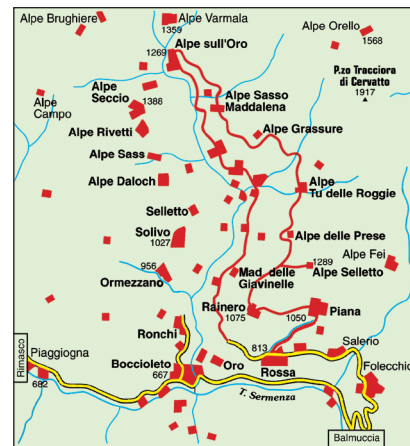 Alpe Brughiere
Alpe Varmala
1359
Alpe Orello
1568
1269
Alpe sull'Oro
P.zo Tracciora
di Cervatto
1917
Alpe
Seccio
1388
Alpe
Campo
Alpe Sasso
Maddalena
Alpe Rivetti
Alpe Grassure
Alpe Sass
Alpe Daloch
Alpe
Tu delle Roggie
Selletto
Solivo
1027
Alpe delle Prese
956
Ormezzano
Mad. delle
Giavinelle
1289
Alpe Selletto
Alpe Fei
Rainero
1075
1050
Piana
Ronchi
813
Salerio
Rimasco
Piaggiogna
682
Boccioleto
667
Oro
Rossa
Folecchio
T. Sermenza
Balmuccia